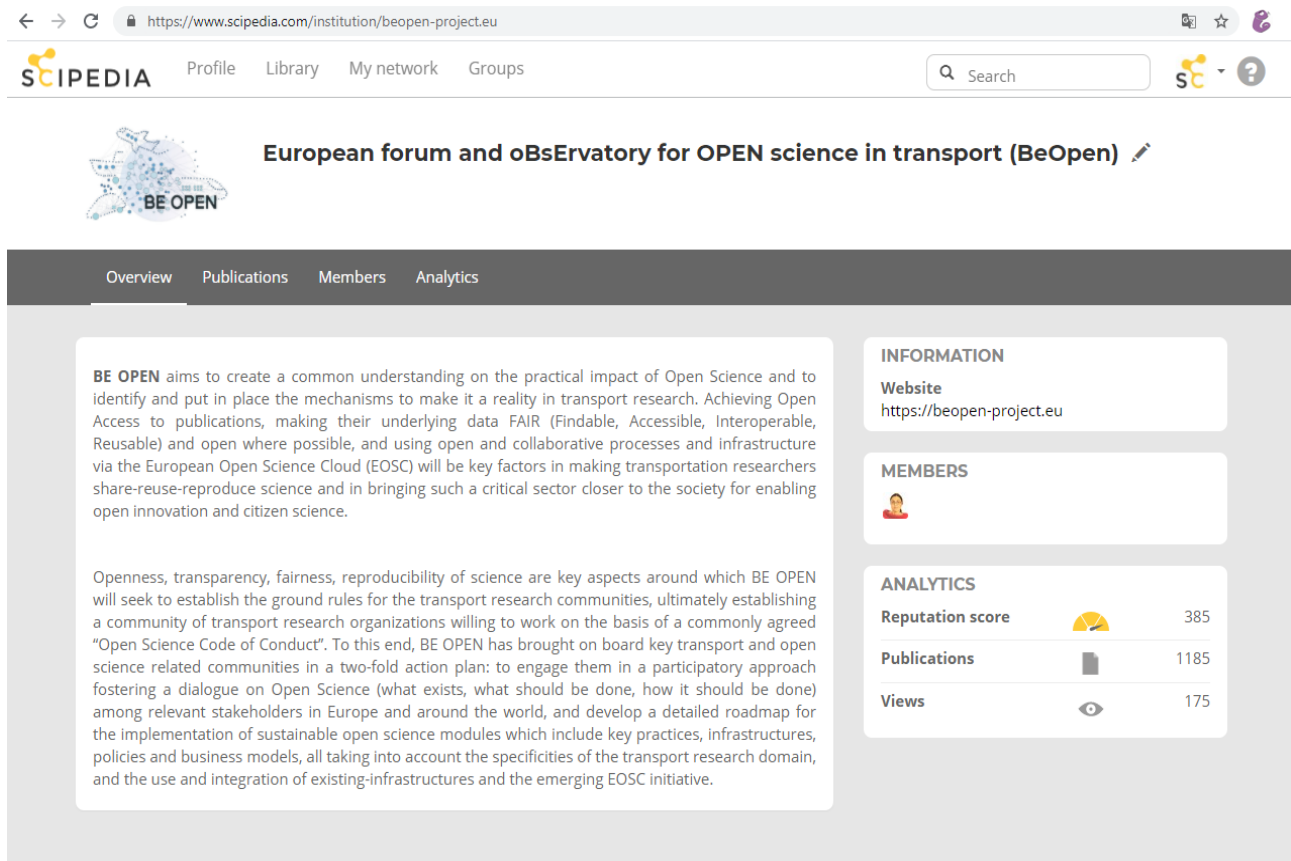 https://www.scipedia.com/institution/beopen-project.eu
SCIPEDIA
Profile Library My network Groups
Search
SC
?
BE OPEN
European forum and oBsErvatory for OPEN science in transport (BeOpen)
Overview Publications Members Analytics
BE OPEN aims to create a common understanding on the practical impact of Open Science and to
identify and put in place the mechanisms to make it a reality in transport research. Achieving Open
Access to publications, making their underlying data FAIR (Findable, Accessible, Interoperable,
Reusable) and open where possible, and using open and collaborative processes and infrastructure
via the European Open Science Cloud (EOSC) will be key factors in making transportation researchers
share-reuse-reproduce science and in bringing such a critical sector closer to the society for enabling
open innovation and citizen science.
Openness, transparency, fairness, reproducibility of science are key aspects around which BE OPEN
will seek to establish the ground rules for the transport research communities, ultimately establishing
a community of transport research organizations willing to work on the basis of a commonly agreed
“Open Science Code of Conduct”. To this end, BE OPEN has brought on board key transport and open
science related communities in a two-fold action plan: to engage them in a participatory approach
fostering a dialogue on Open Science (what exists, what should be done, how it should be done)
among relevant stakeholders in Europe and around the world, and develop a detailed roadmap for
the implementation of sustainable open science modules which include key practices, infrastructures,
policies and business models, all taking into account the specificities of the transport research domain,
and the use and integration of existing-infrastructures and the emerging EOSC initiative.
INFORMATION
Website
https://beopen-project.eu
MEMBERS
ANALYTICS
Reputation score 385
Publications 1185
Views 175